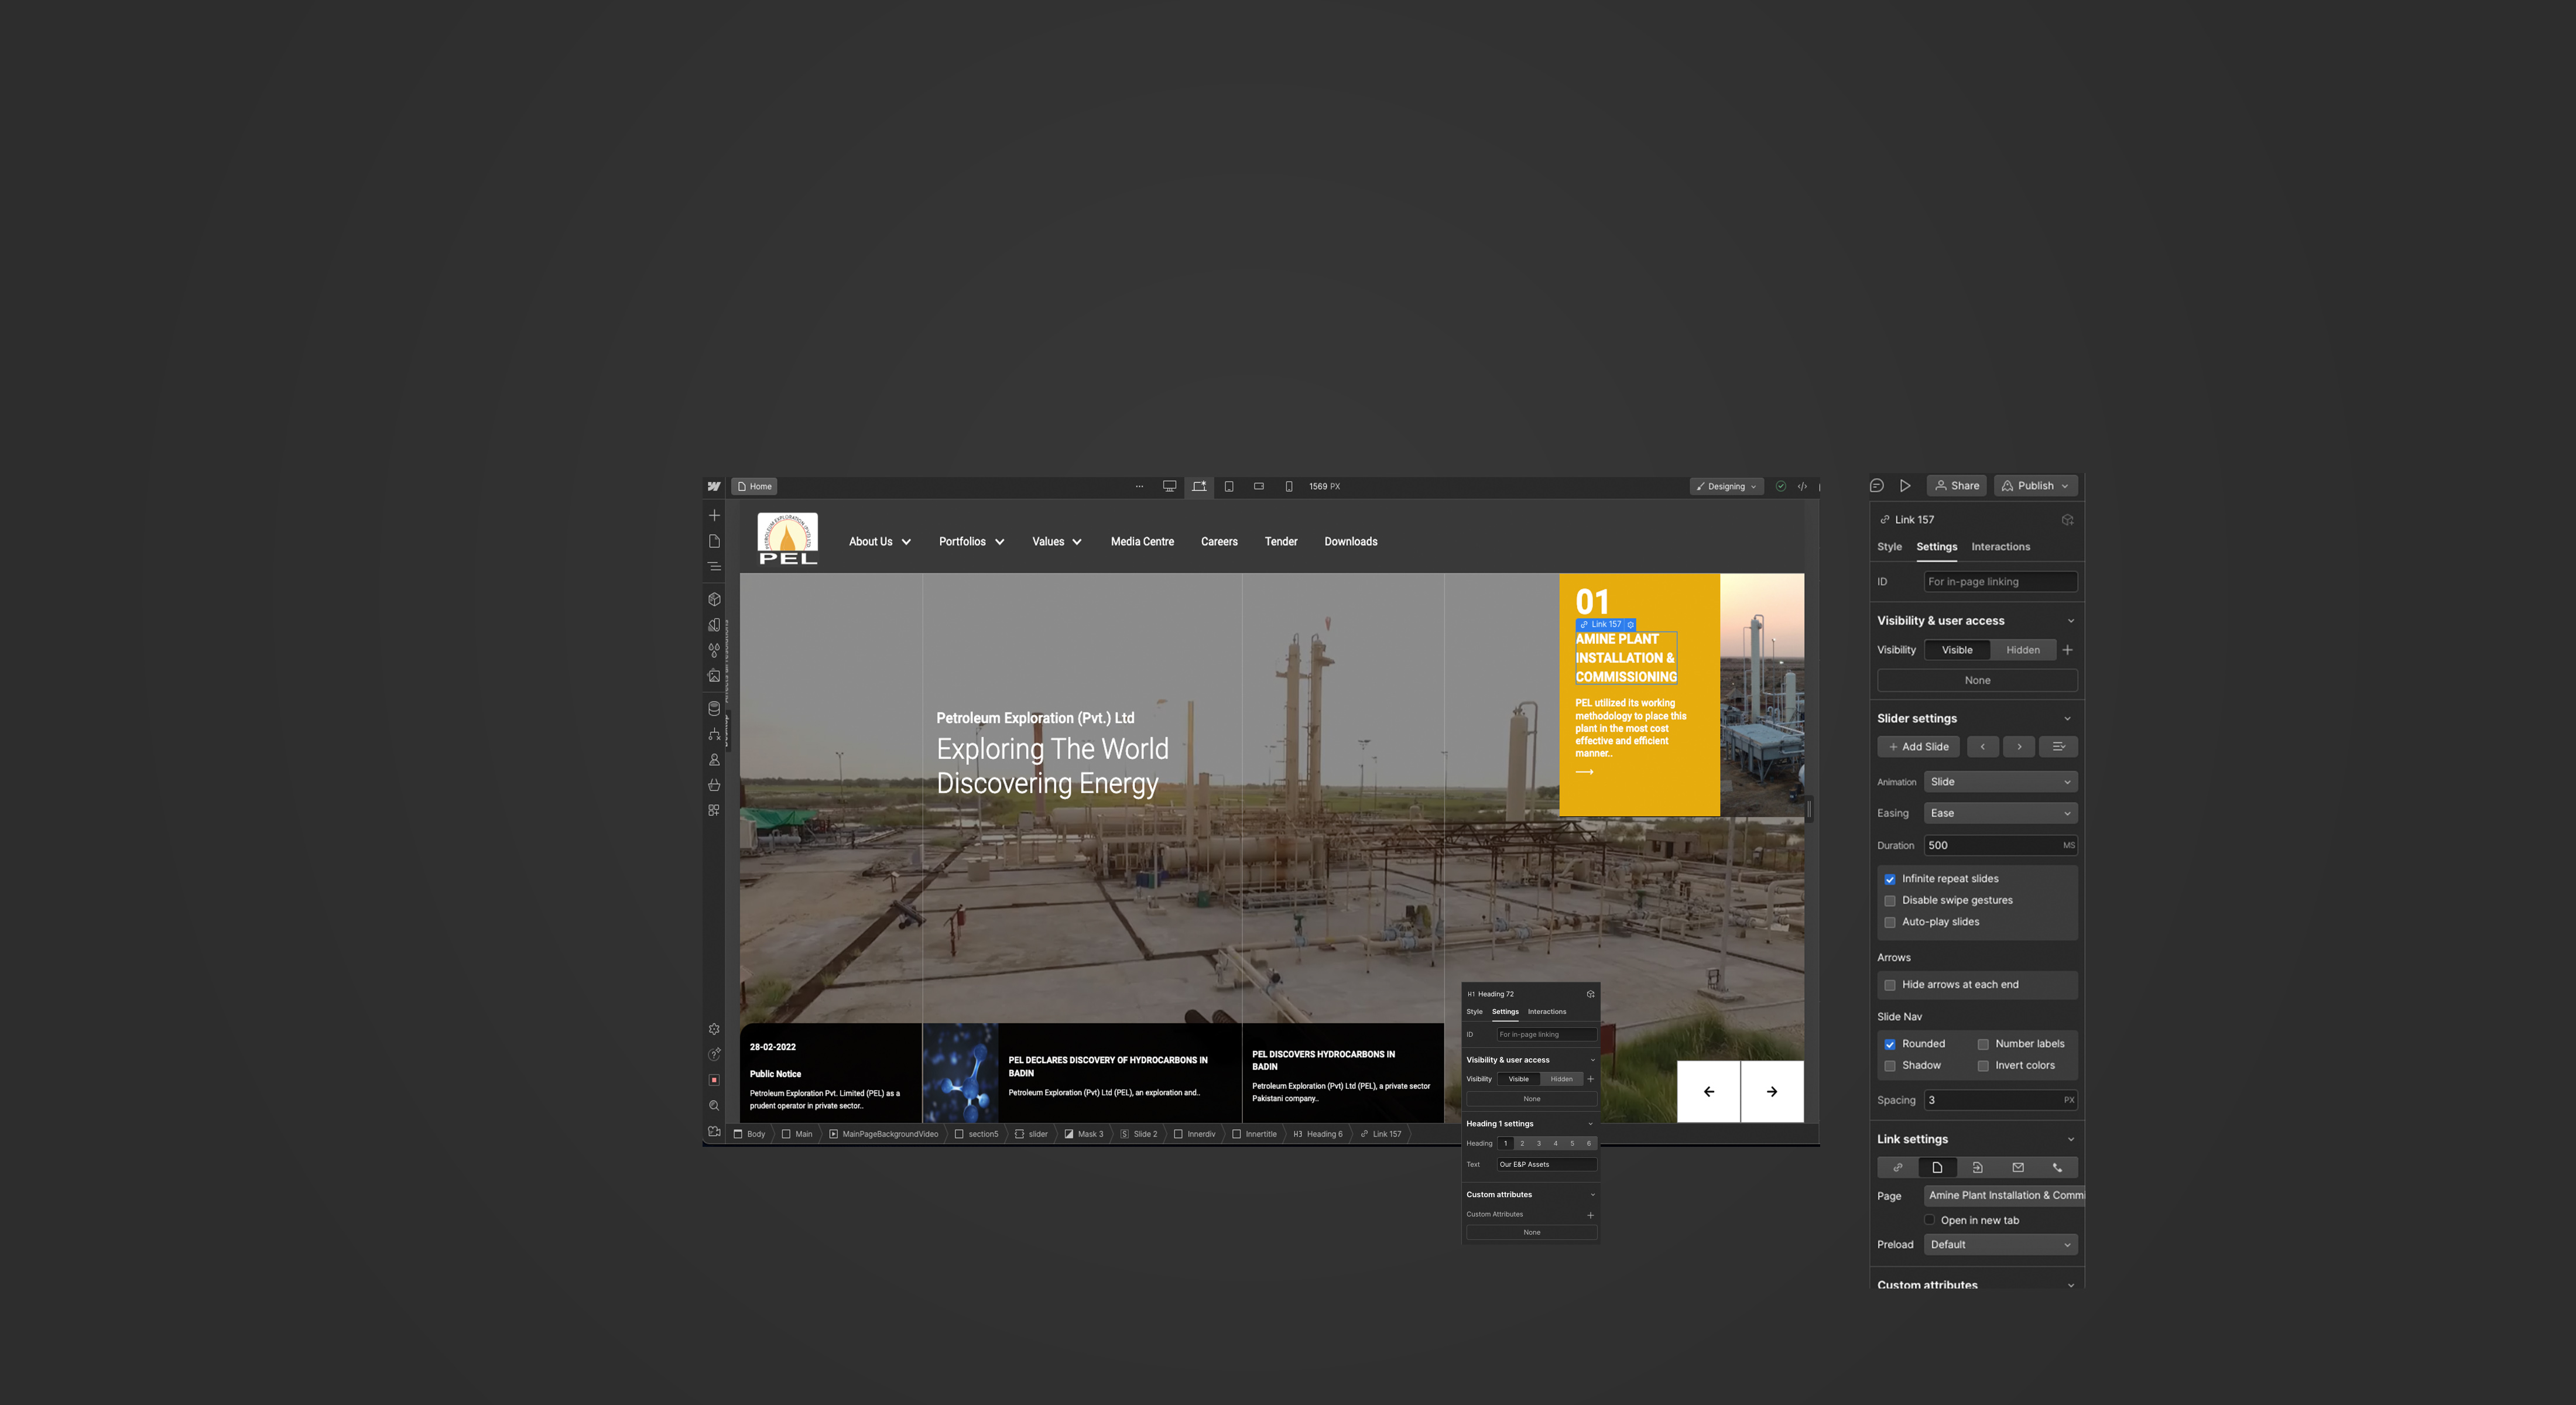 Home
1569 PX
Designing
PETROLEUM EXPLORATION (PVT) LTD
PEL
About Us
Portfolios
Values
Media Centre
Careers
Tender
Downloads
Petroleum Exploration (Pvt.) Ltd
Exploring The World
Discovering Energy
01
Link 157
AMINE PLANT
INSTALLATION &
COMMISSIONING
PEL utilized its working
methodology to place this
plant in the most cost
effective and efficient
manner..
28-02-2022
Public Notice
Petroleum Exploration Pvt. Limited (PEL) as a
prudent operator in private sector..
PEL DECLARES DISCOVERY OF HYDROCARBONS IN
BADIN
Petroleum Exploration (Pvt) Ltd (PEL), an exploration and..
PEL DISCOVERS HYDROCARBONS IN
BADIN
Petroleum Exploration (Pvt) Ltd (PEL), a private sector
Pakistani company..
Body
Main
MainPageBackgroundVideo
section5
slider
Mask 3
Slide 2
Innerdiv
Innertitle
H3 Heading 6
Link 157
H1 Heading 72
Style Settings Interactions
ID For in-page linking
Visibility & user access
Visibility Visible Hidden
None
Heading 1 settings
Heading 1 2 3 4 5 6
Text Our E&P Assets
Custom attributes
Custom Attributes
None
Share Publish
Link 157
Style Settings Interactions
ID For in-page linking
Visibility & user access
Visibility Visible Hidden
None
Slider settings
Add Slide
Animation Slide
Easing Ease
Duration 500 MS
Infinite repeat slides
Disable swipe gestures
Auto-play slides
Arrows
Hide arrows at each end
Slide Nav
Rounded Number labels
Shadow Invert colors
Spacing 3 PX
Link settings
Page Amine Plant Installation & Commi
Open in new tab
Preload Default
Custom attributes